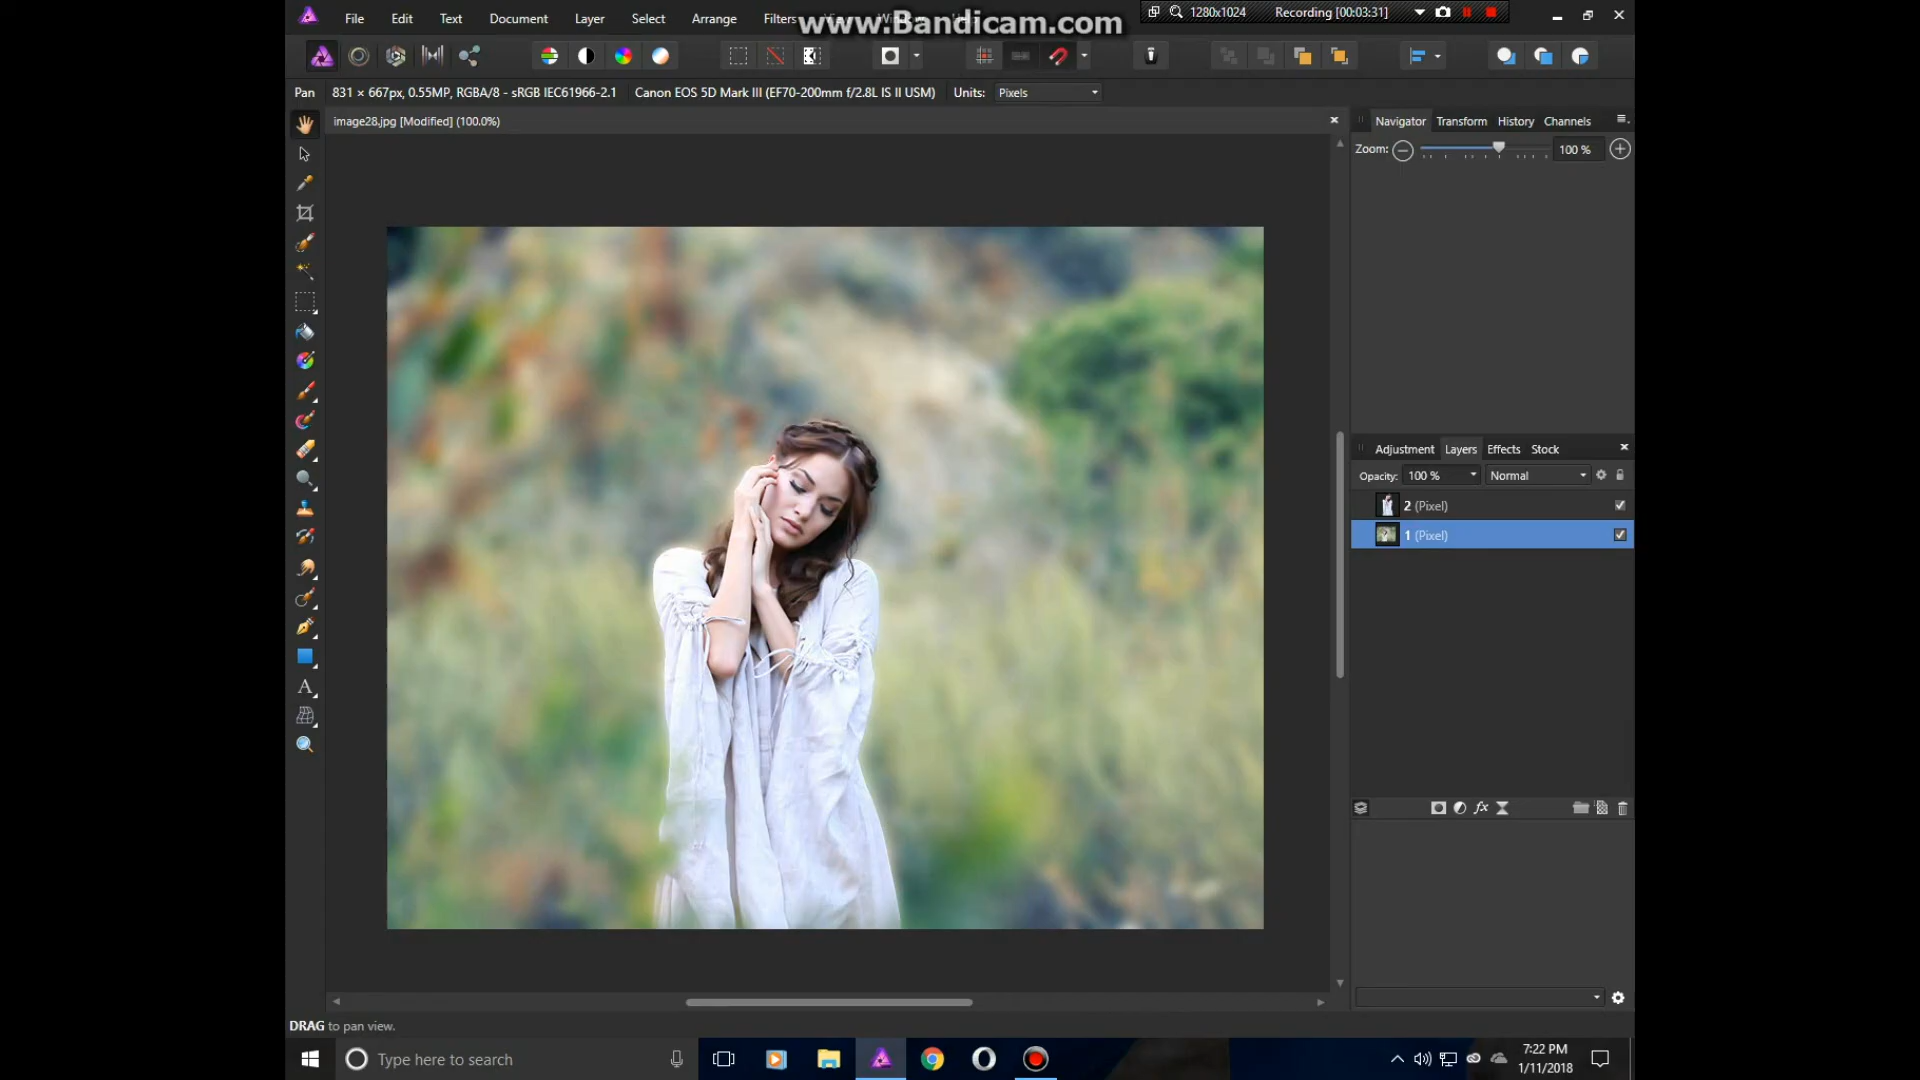 File Edit Text Document Layer Select Arrange Filters
www.Bandicam.com
1280x1024 Recording [00:03:31]
Pan 831 × 667px, 0.55MP, RGBA/8 - sRGB IEC61966-2.1 Canon EOS 5D Mark III (EF70-200mm f/2.8L IS II USM) Units: Pixels
image28.jpg [Modified] (100.0%)
Navigator Transform History Channels
Zoom: 100 %
Adjustment Layers Effects Stock
Opacity: 100 % Normal
2 (Pixel)
1 (Pixel)
fx
A
DRAG to pan view.
Type here to search
7:22 PM
1/11/2018